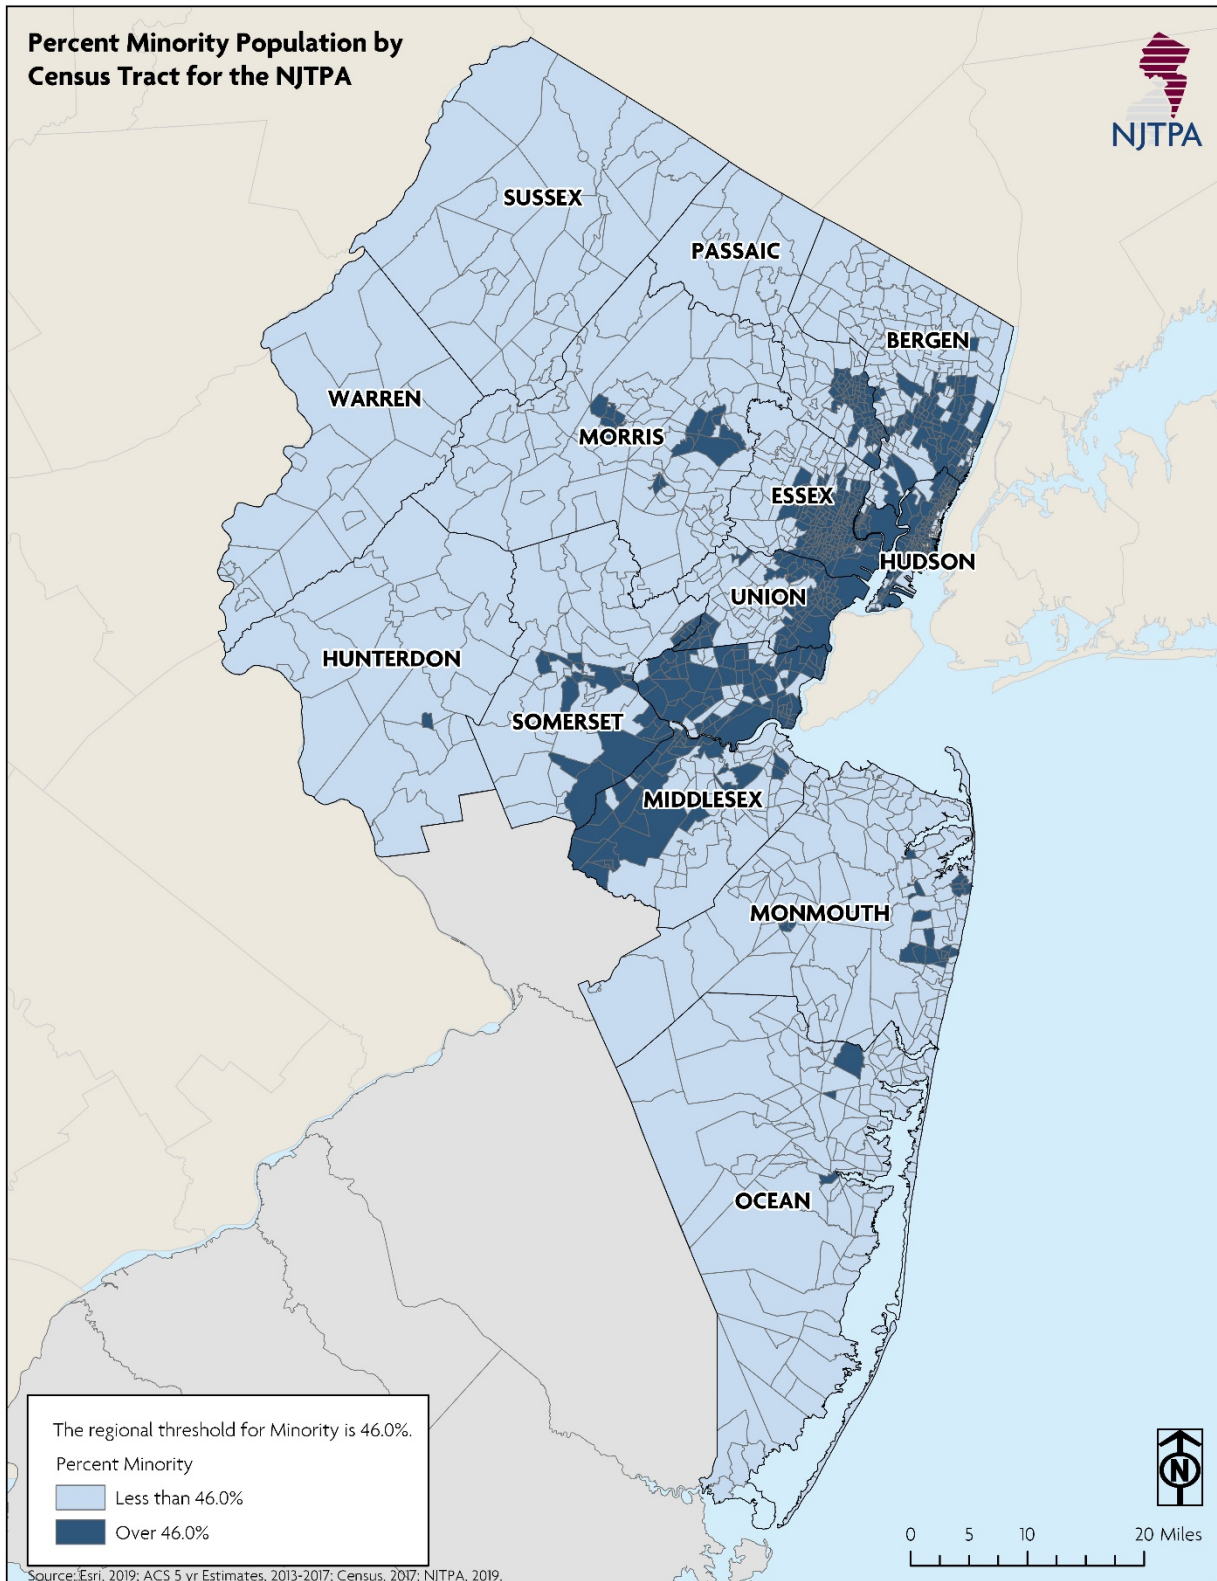 Percent Minority Population by
Census Tract for the NJTPA
NJTPA
SUSSEX
PASSAIC
BERGEN
WARREN
MORRIS
ESSEX
HUDSON
UNION
HUNTERDON
SOMERSET
MIDDLESEX
MONMOUTH
OCEAN
The regional threshold for Minority is 46.0%.
Percent Minority
Less than 46.0%
Over 46.0%
N
0 5 10 20 Miles
Source: Esri, 2019; ACS 5 yr Estimates, 2013-2017; Census, 2017; NJTPA, 2019.